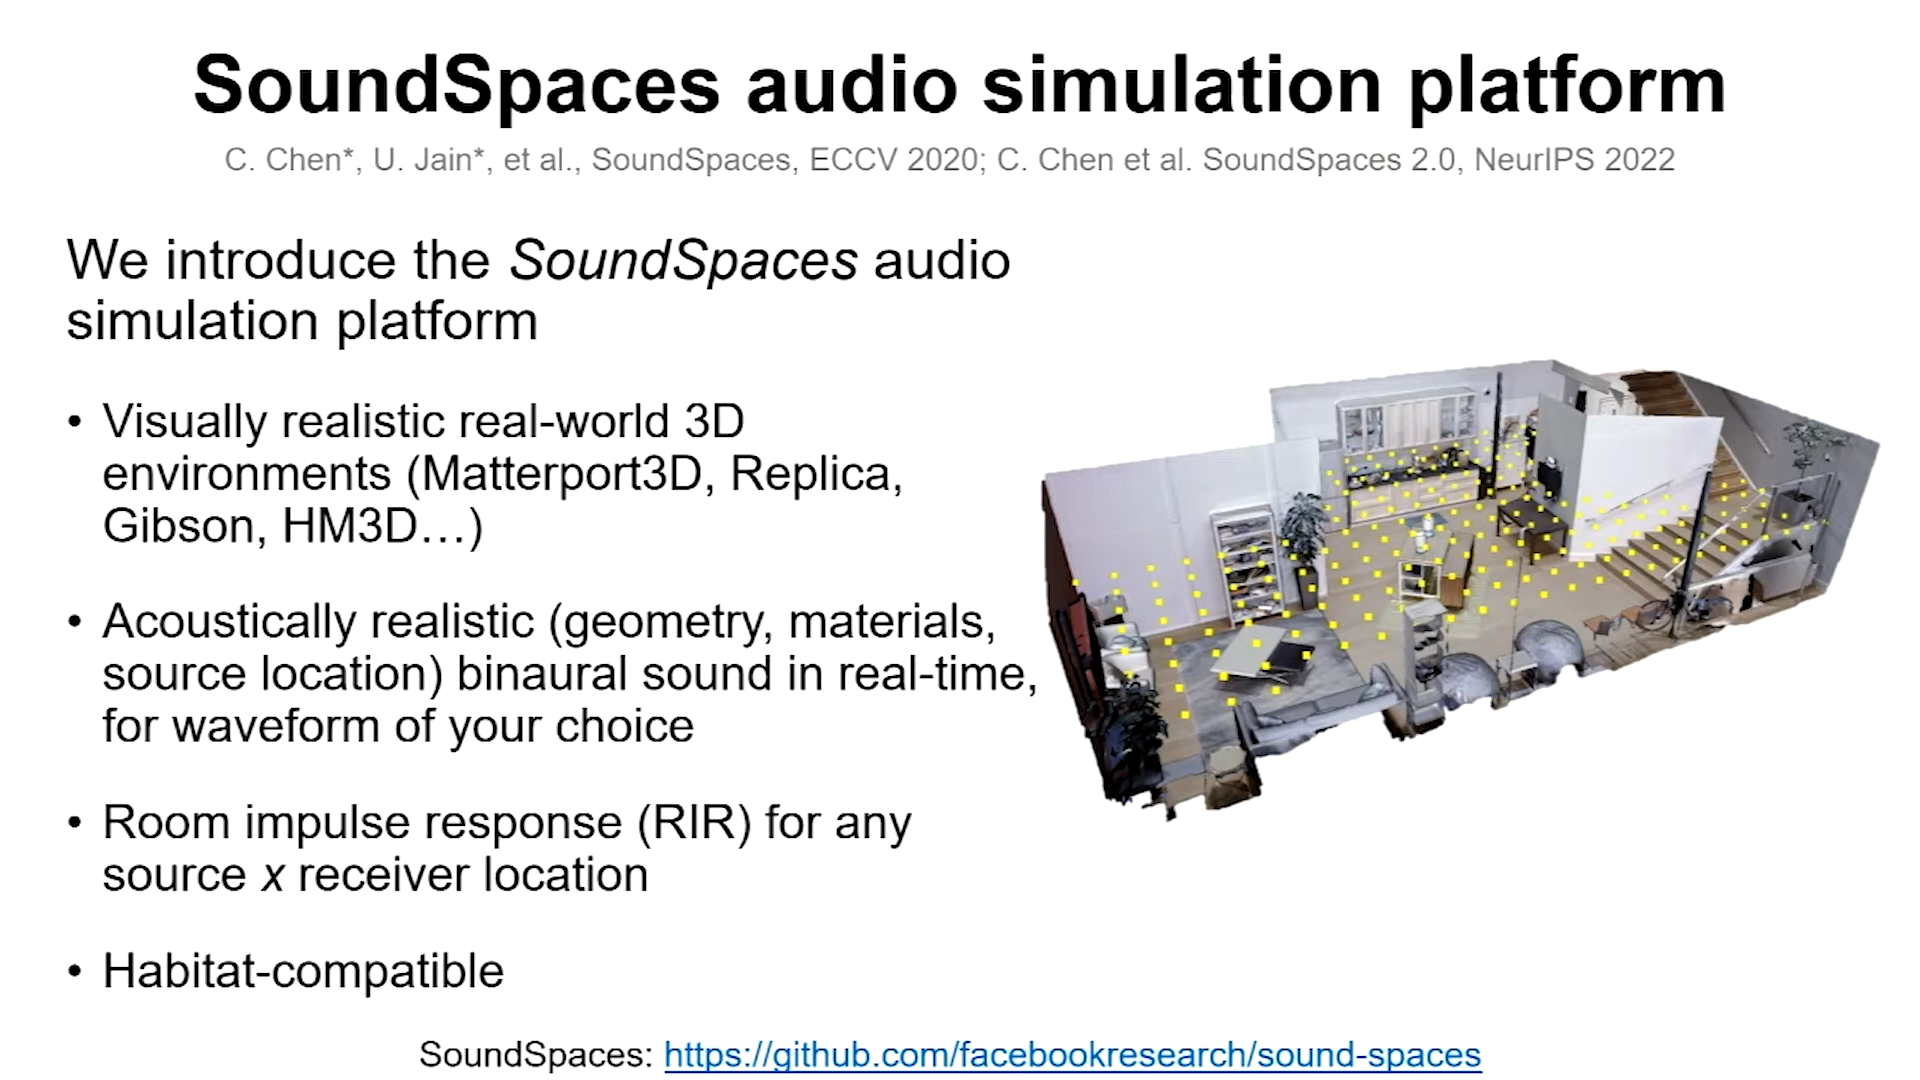 SoundSpaces audio simulation platform
C. Chen*, U. Jain*, et al., SoundSpaces, ECCV 2020; C. Chen et al. SoundSpaces 2.0, NeurIPS 2022
We introduce the SoundSpaces audio
simulation platform
• Visually realistic real-world 3D
environments (Matterport3D, Replica,
Gibson, HM3D…)
• Acoustically realistic (geometry, materials,
source location) binaural sound in real-time,
for waveform of your choice
• Room impulse response (RIR) for any
source x receiver location
• Habitat-compatible
SoundSpaces: https://github.com/facebookresearch/sound-spaces